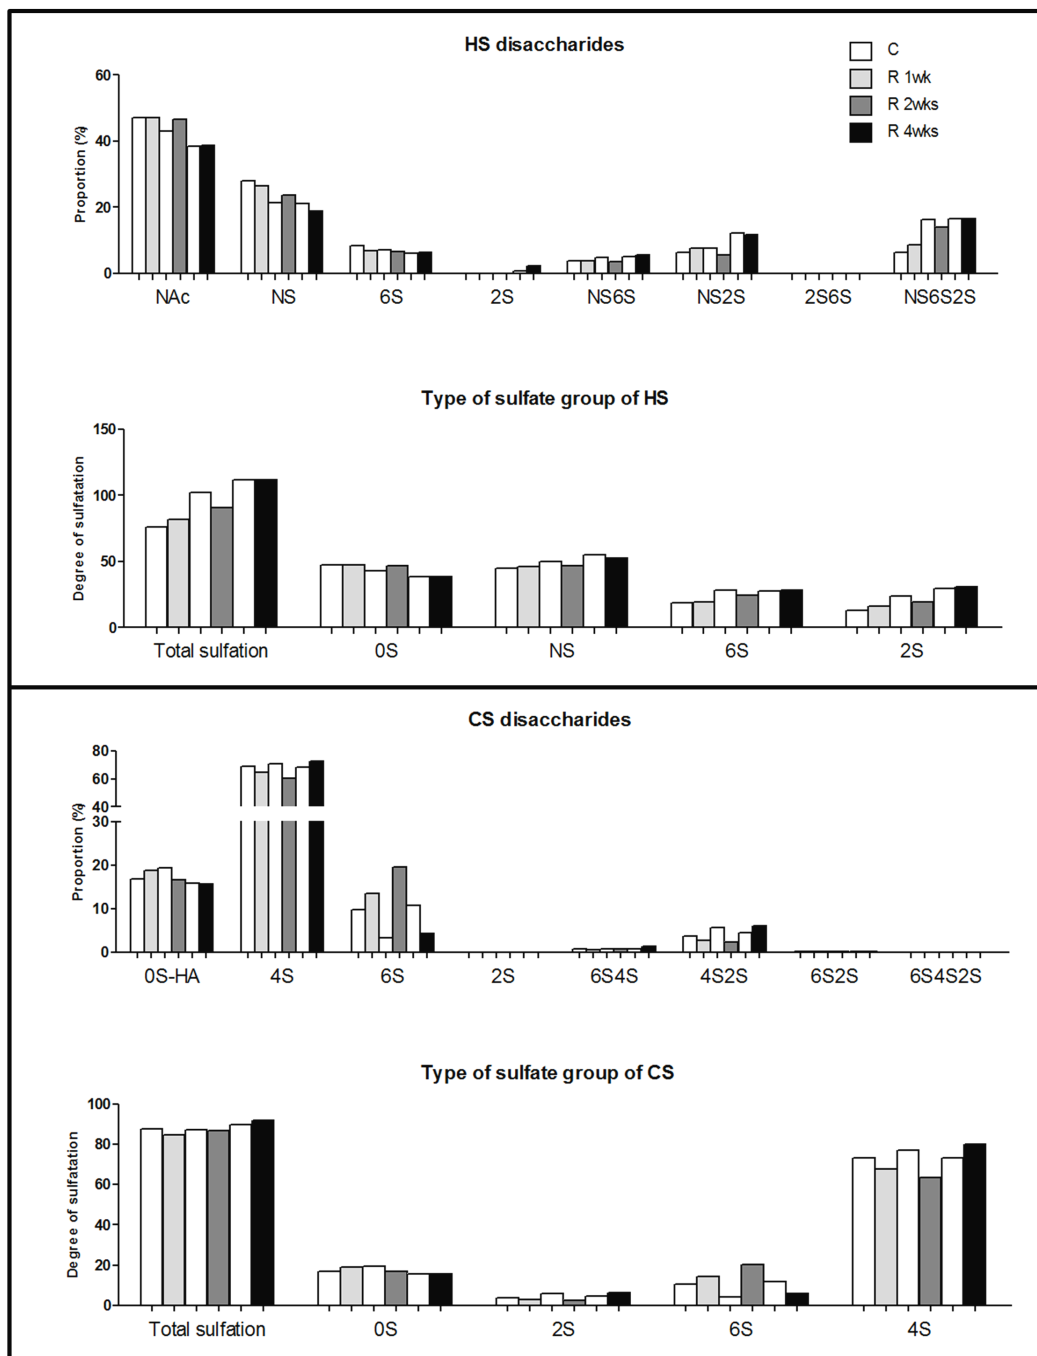 HS disaccharides
C
R 1wk
R 2wks
R 4wks
Proportion (%)
60
40
20
0
NAc NS 6S 2S NS6S NS2S 2S6S NS6S2S
Type of sulfate group of HS
Degree of sulfatation
150
100
50
0
Total sulfation 0S NS 6S 2S
CS disaccharides
Proportion (%)
80
60
40
30
20
10
0
0S-HA 4S 6S 2S 6S4S 4S2S 6S2S 6S4S2S
Type of sulfate group of CS
Degree of sulfatation
100
80
60
40
20
0
Total sulfation 0S 2S 6S 4S